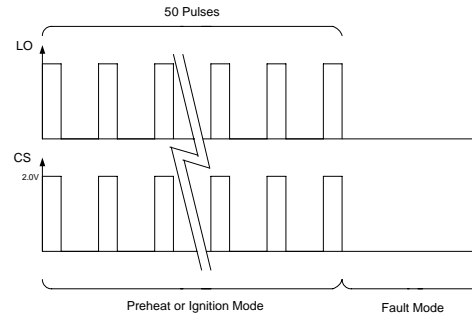 50 Pulses
LO
CS
2.0V
Preheat or Ignition Mode
Fault Mode